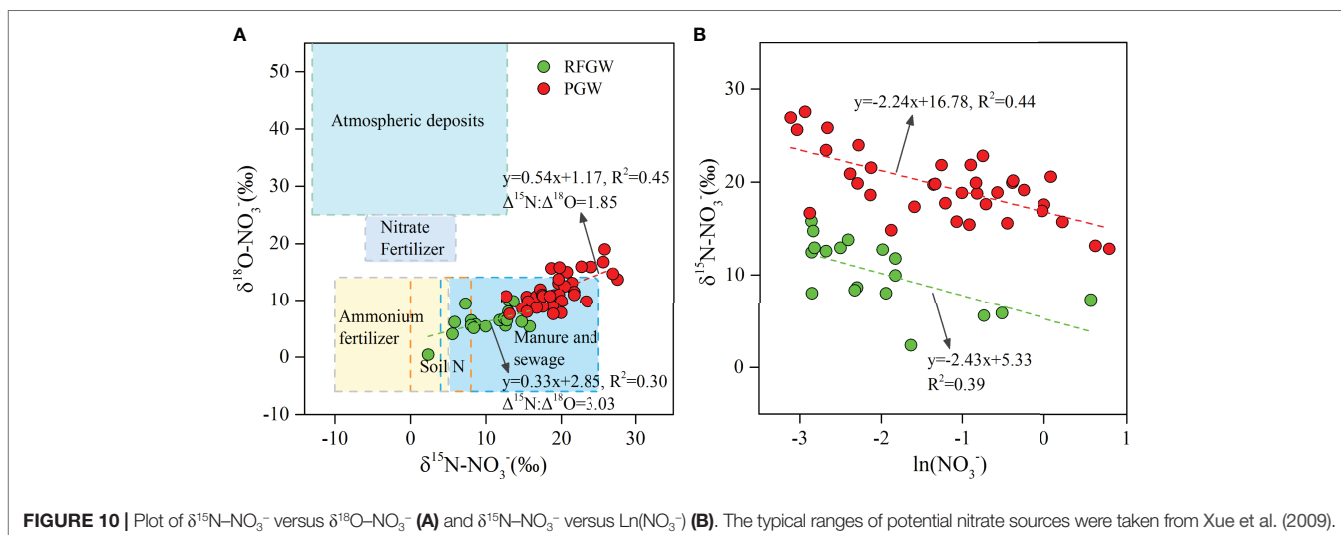 A
50
40
30
20
10
0
-10
δ¹⁸O-NO₃⁻(‰)
RFGW
PGW
Atmospheric deposits
y=0.54x+1.17, R²=0.45
Δ¹⁵N:Δ¹⁸O=1.85
Nitrate
Fertilizer
Ammonium
fertilizer
Soil N
Manure and
sewage
y=0.33x+2.85, R²=0.30
Δ¹⁵N:Δ¹⁸O=3.03
-10
0
10
20
30
δ¹⁵N-NO₃⁻(‰)
B
30
20
10
0
δ¹⁵N-NO₃⁻(‰)
y=-2.24x+16.78, R²=0.44
y=-2.43x+5.33
R²=0.39
-3
-2
-1
0
1
ln(NO₃⁻)
FIGURE 10 | Plot of δ¹⁵N–NO₃⁻ versus δ¹⁸O–NO₃⁻ (A) and δ¹⁵N–NO₃⁻ versus Ln(NO₃⁻) (B). The typical ranges of potential nitrate sources were taken from Xue et al. (2009).